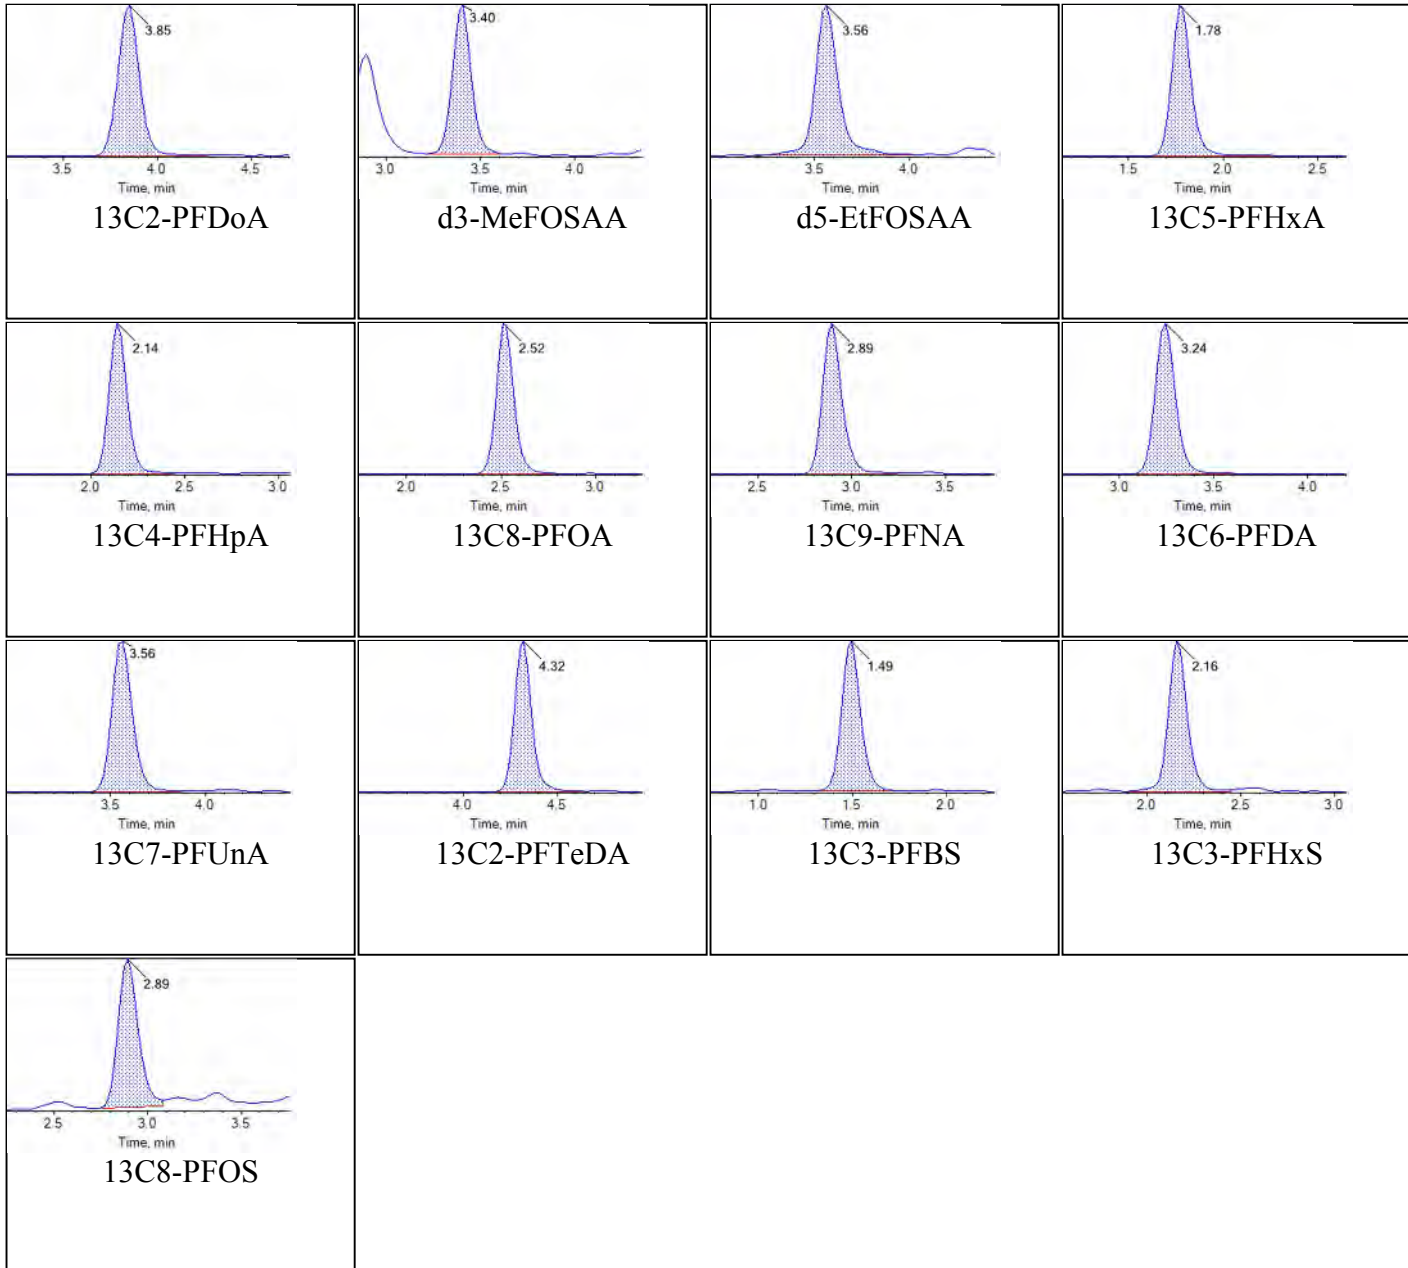 3.85
3.5 4.0 4.5
Time, min
13C2-PFDoA
3.40
3.0 3.5 4.0
Time, min
d3-MeFOSAA
3.56
3.5 4.0
Time, min
d5-EtFOSAA
1.78
1.5 2.0 2.5
Time, min
13C5-PFHxA
2.14
2.0 2.5 3.0
Time, min
13C4-PFHpA
2.52
2.0 2.5 3.0
Time, min
13C8-PFOA
2.89
2.5 3.0 3.5
Time, min
13C9-PFNA
3.24
3.0 3.5 4.0
Time, min
13C6-PFDA
3.56
3.5 4.0
Time, min
13C7-PFUnA
4.32
4.0 4.5
Time, min
13C2-PFTeDA
1.49
1.0 1.5 2.0
Time, min
13C3-PFBS
2.16
2.0 2.5 3.0
Time, min
13C3-PFHxS
2.89
2.5 3.0 3.5
Time, min
13C8-PFOS